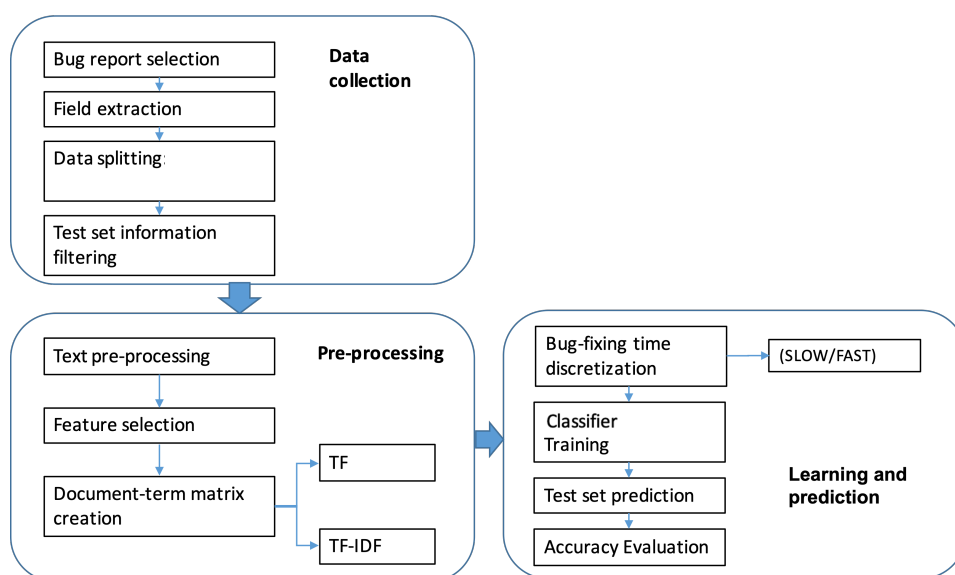 Bug report selection
Data
collection
Field extraction
Data splitting:
Test set information
filtering
Text pre-processing
Pre-processing
Feature selection
Document-term matrix
creation
TF
TF-IDF
Bug-fixing time
discretization
(SLOW/FAST)
Classifier
Training
Learning and
prediction
Test set prediction
Accuracy Evaluation